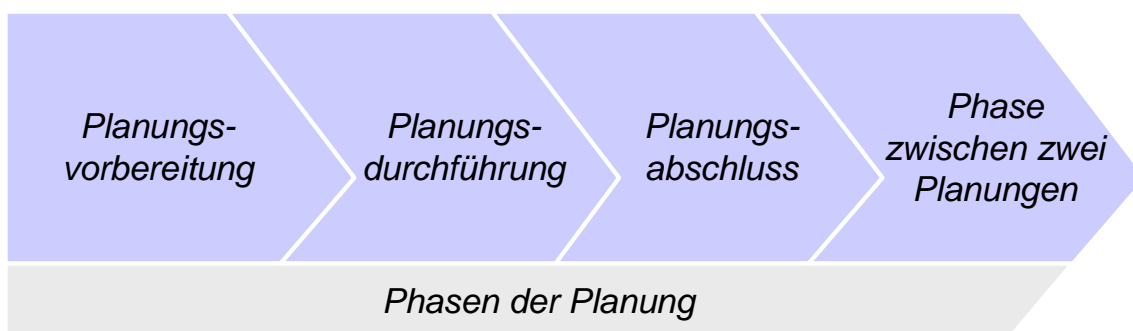 Planungs-
vorbereitung
Planungs-
durchführung
Planungs-
abschluss
Phase
zwischen zwei
Planungen
Phasen der Planung